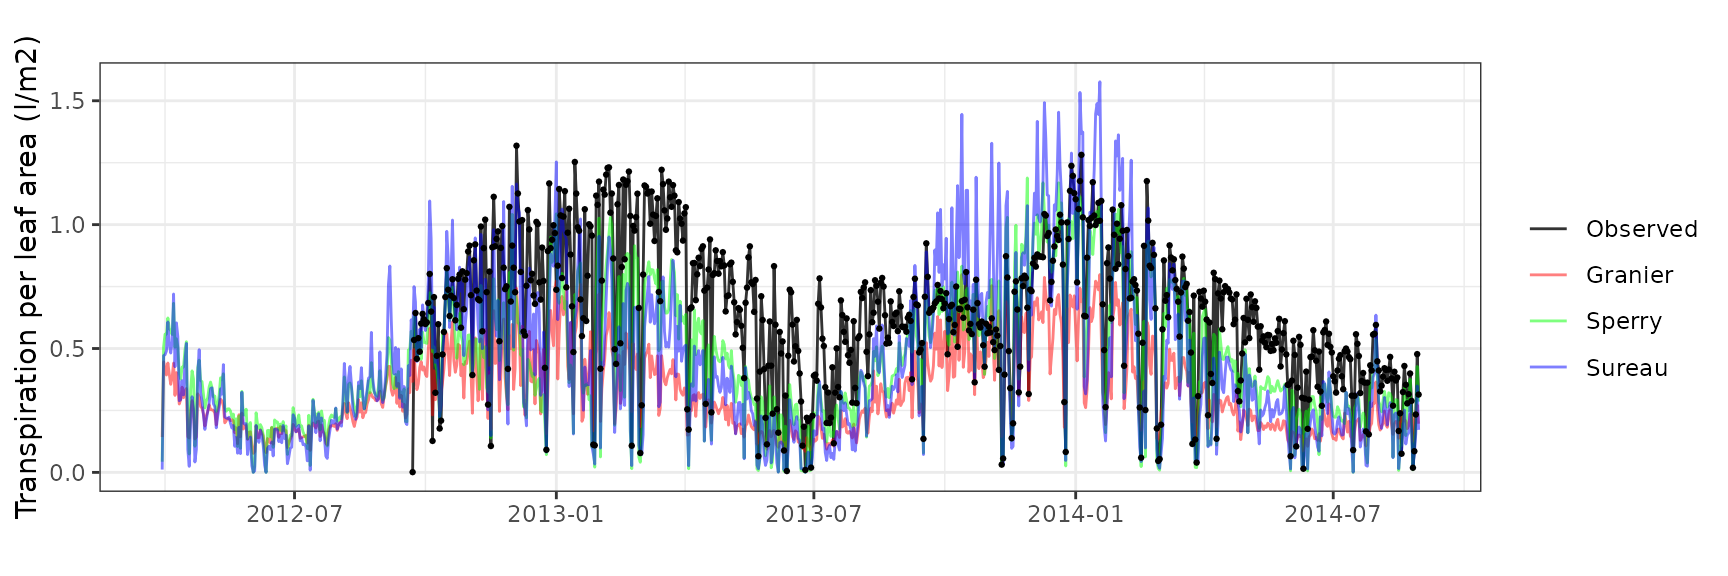 Transpiration per leaf area (l/m2)
1.5
1.0
0.5
0.0
2012-07 2013-01 2013-07 2014-01 2014-07
Observed
Granier
Sperry
Sureau